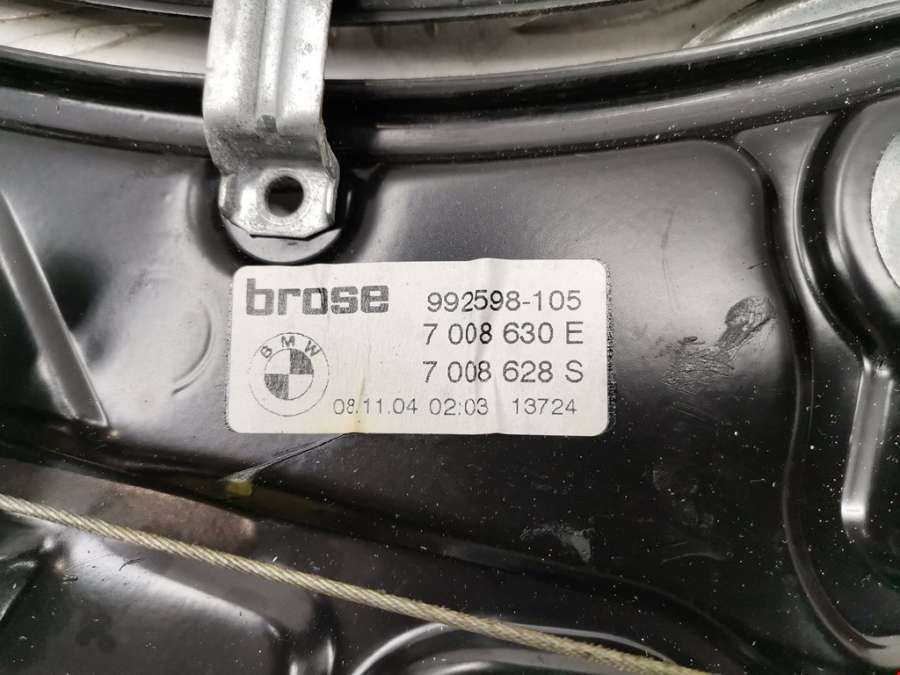 brose 992598-105
7 008 630 E
BMW
7 008 628 S
08.11.04 02:03 13724